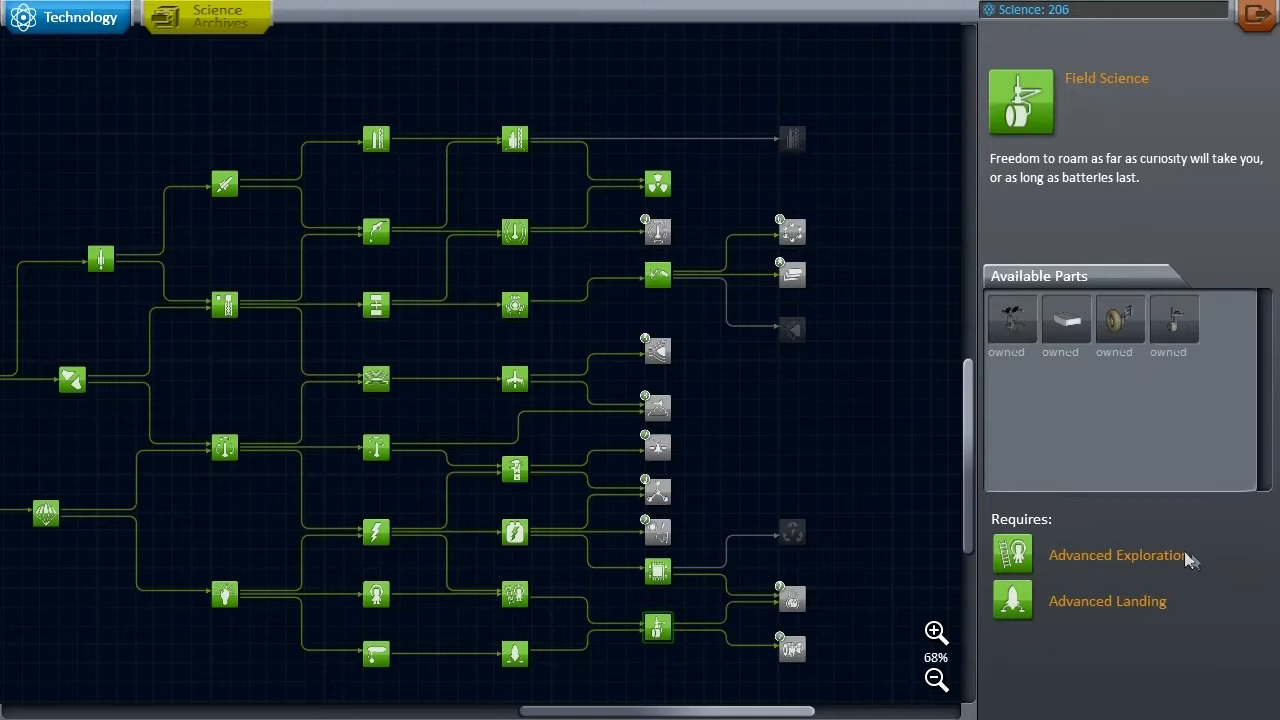 Technology
Science
Archives
Science: 206
Field Science
Freedom to roam as far as curiosity will take you,
or as long as batteries last.
Available Parts
owned owned owned owned
Requires:
Advanced Exploration
Advanced Landing
68%